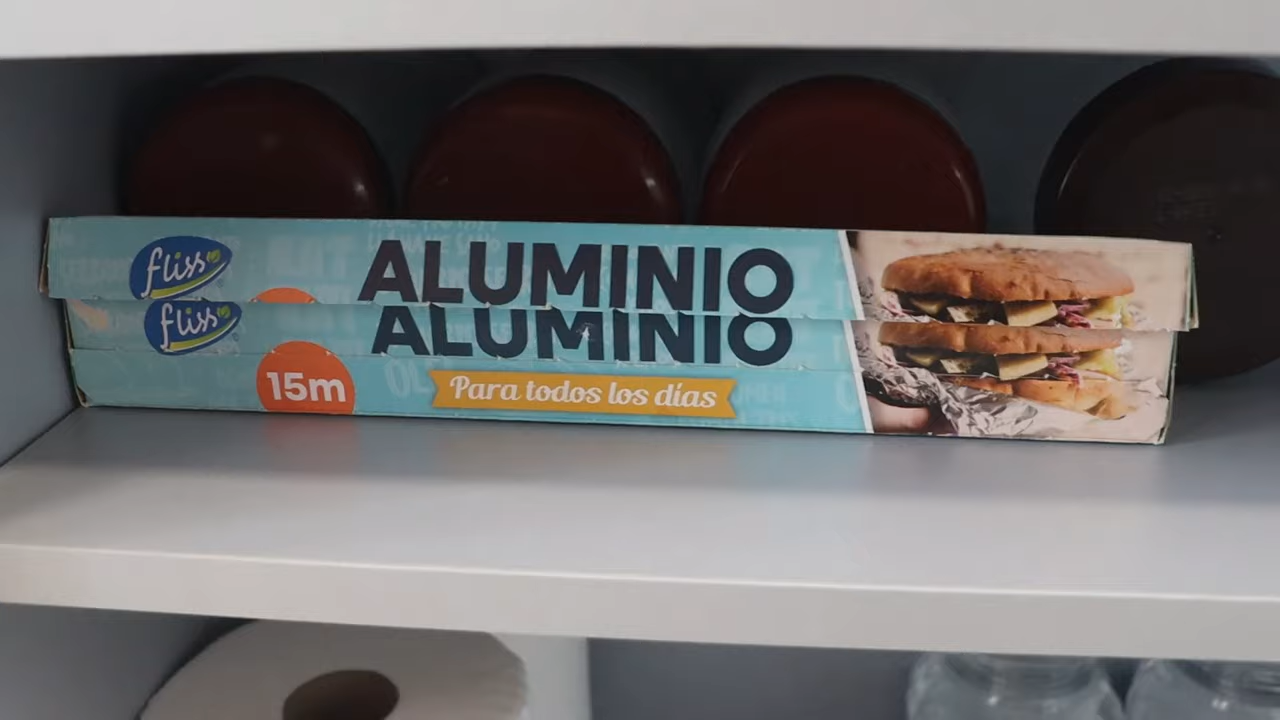 fliss
ALUMINIO
fliss
ALUMINIO
15m
Para todos los días